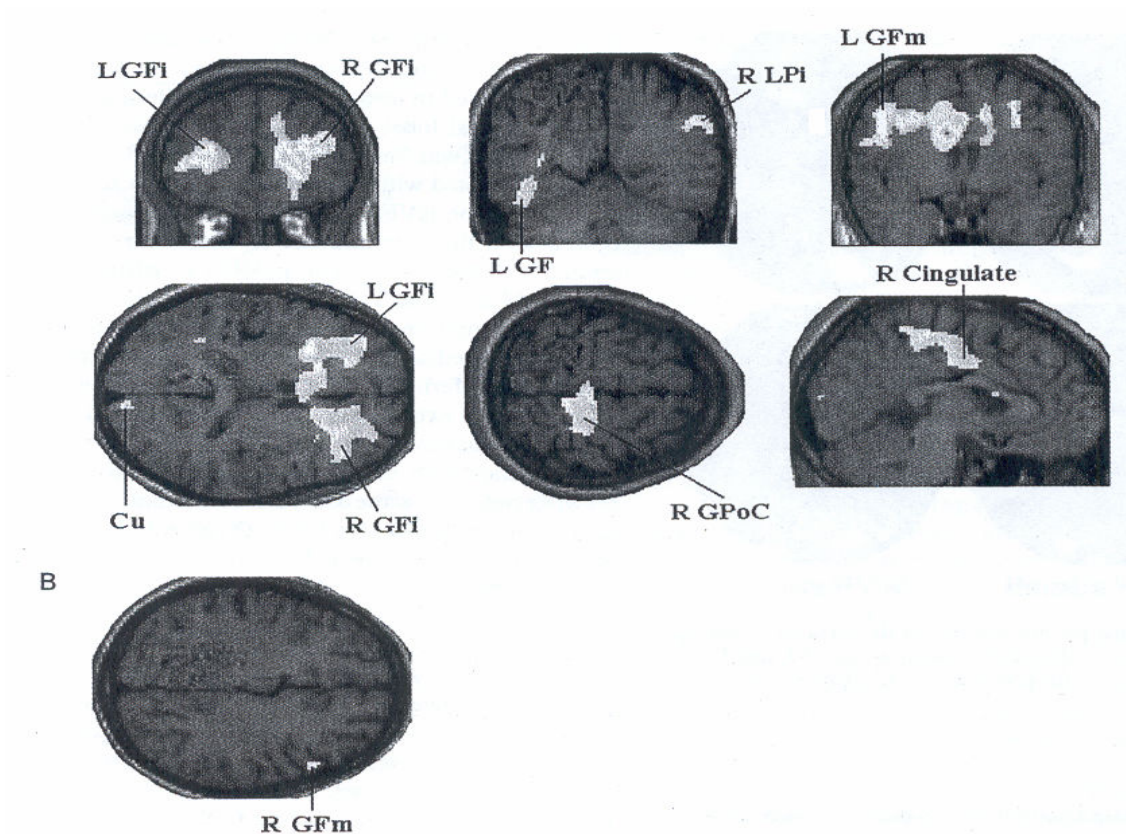 L GFi
R GFi
L GF
R LPi
L GFm
L GFi
Cu
R GFi
R GPoC
R Cingulate
B
R GFm